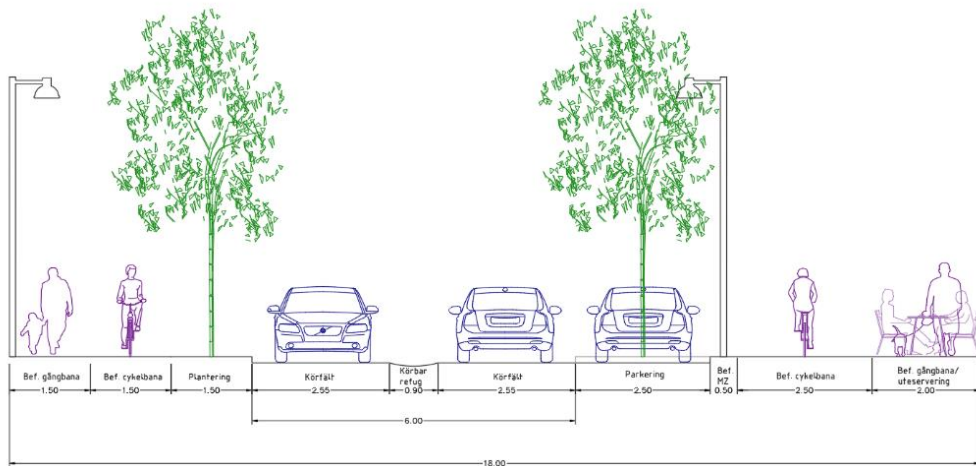 Bef. gångbana
1.50
Bef. cykelbana
1.50
Plantering
1.50
Körfält
2.55
Körbar
refug
0.90
Körfält
2.55
Parkering
2.50
Bef.
MZ
0.50
Bef. cykelbana
2.50
Bef. gångbana/
uteservering
2.00
6.00
18.00